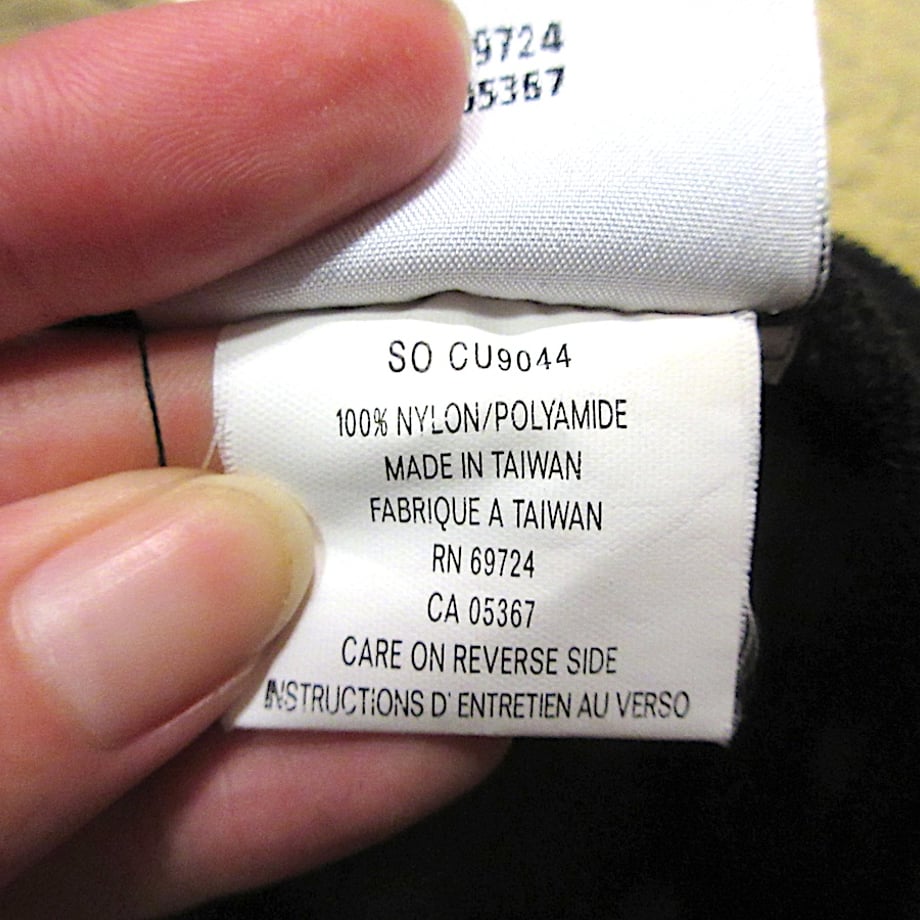 9724
05367
SO CU9044
100% NYLON/POLYAMIDE
MADE IN TAIWAN
FABRIQUE A TAIWAN
RN 69724
CA 05367
CARE ON REVERSE SIDE
INSTRUCTIONS D' ENTRETIEN AU VERSO